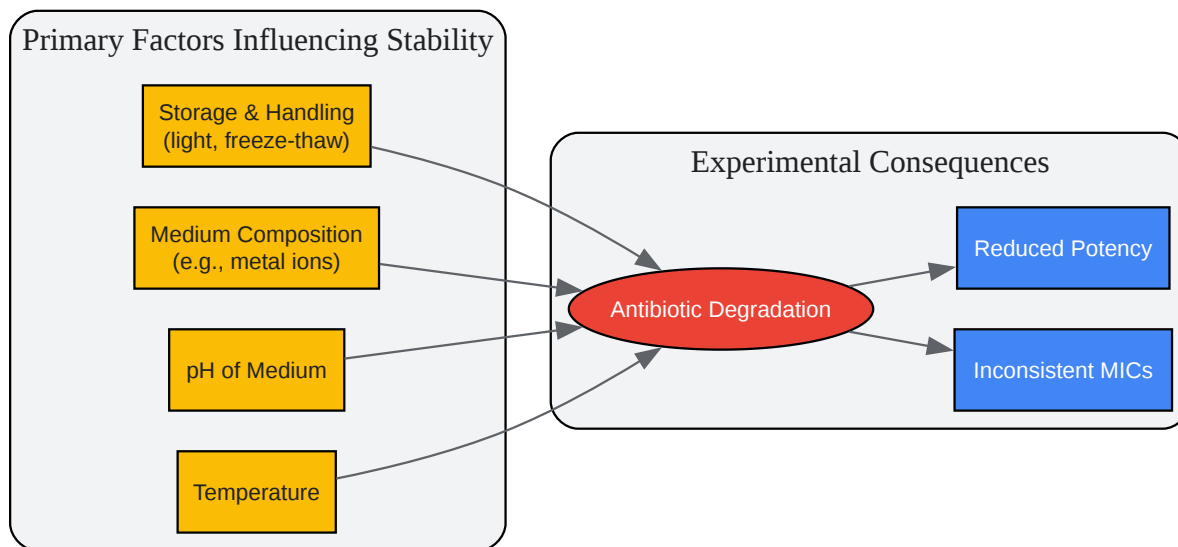 Primary Factors Influencing Stability
Storage & Handling
(light, freeze-thaw)
Medium Composition
(e.g., metal ions)
pH of Medium
Temperature
Experimental Consequences
Antibiotic Degradation
Reduced Potency
Inconsistent MICs